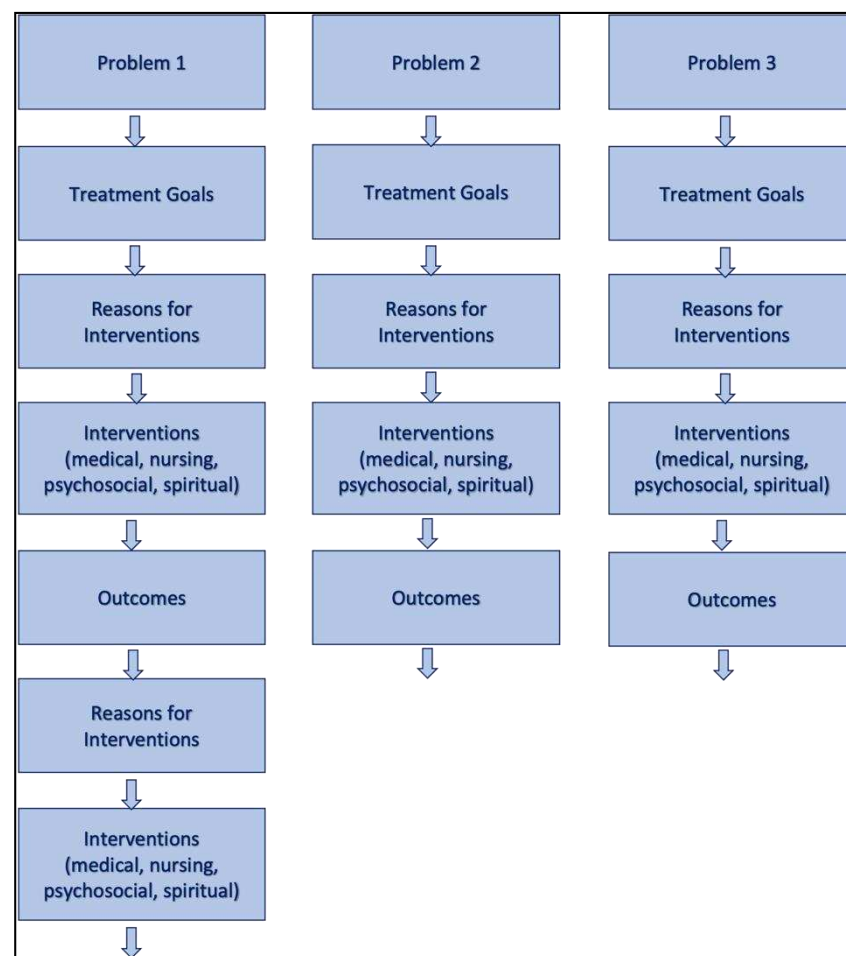 Problem 1
Problem 2
Problem 3
Treatment Goals
Treatment Goals
Treatment Goals
Reasons for
Interventions
Reasons for
Interventions
Reasons for
Interventions
Interventions
(medical, nursing,
psychosocial, spiritual)
Interventions
(medical, nursing,
psychosocial, spiritual)
Interventions
(medical, nursing,
psychosocial, spiritual)
Outcomes
Outcomes
Outcomes
Reasons for
Interventions
Interventions
(medical, nursing,
psychosocial, spiritual)